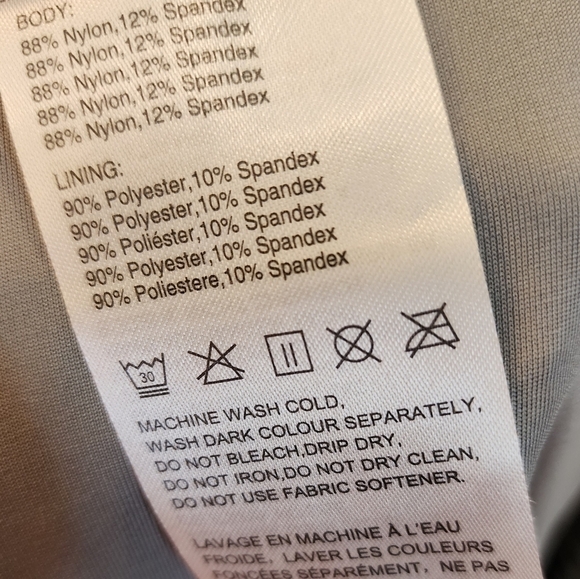 BODY:
88% Nylon,12% Spandex
88% Nylon,12% Spandex
88% Nylon,12% Spandex
88% Nylon,12% Spandex
88% Nylon,12% Spandex
LINING:
90% Polyester,10% Spandex
90% Polyester,10% Spandex
90% Poliéster,10% Spandex
90% Polyester,10% Spandex
90% Poliestere,10% Spandex
30
MACHINE WASH COLD,
WASH DARK COLOUR SEPARATELY,
DO NOT BLEACH,DRIP DRY,
DO NOT IRON,DO NOT DRY CLEAN,
DO NOT USE FABRIC SOFTENER.
LAVAGE EN MACHINE À L'EAU
FROIDE, LAVER LES COULEURS
FONCÉES SÉPARÉMENT, NE PAS